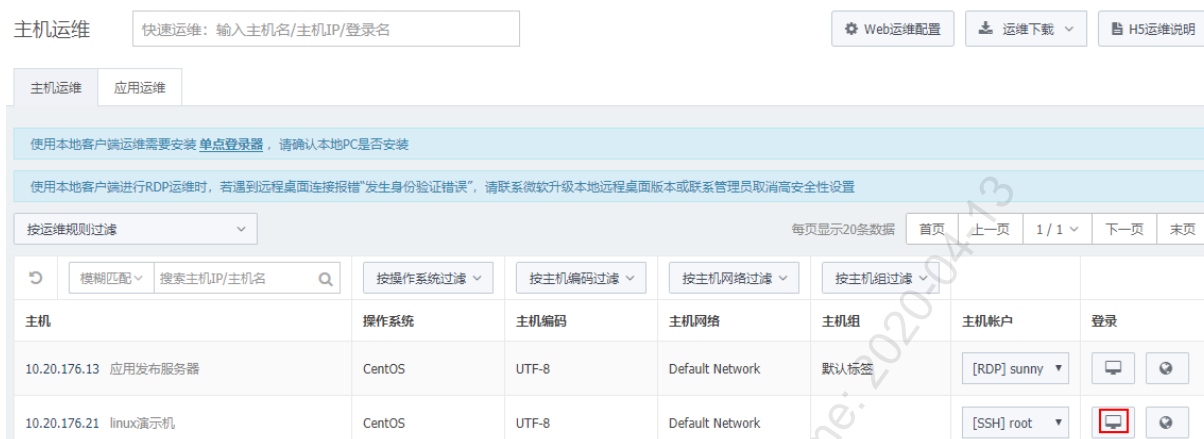 主机运维 快速运维：输入主机名/主机IP/登录名 Web运维配置 运维下载 H5运维说明
主机运维 应用运维
使用本地客户端运维需要安装 单点登录器 ，请确认本地PC是否安装
使用本地客户端进行RDP运维时，若遇到远程桌面连接报错"发生身份验证错误"，请联系微软升级本地远程桌面版本或联系管理员取消高安全性设置
按运维规则过滤 每页显示20条数据 首页 上一页 1 / 1 下一页 末页
模糊匹配 搜索主机IP/主机名 按操作系统过滤 按主机编码过滤 按主机网络过滤 按主机组过滤
主机 操作系统 主机编码 主机网络 主机组 主机帐户 登录
10.20.176.13 应用发布服务器 CentOS UTF-8 Default Network 默认标签 [RDP] sunny
10.20.176.21 linux演示机 CentOS UTF-8 Default Network [SSH] root
ne: 2020-04-13